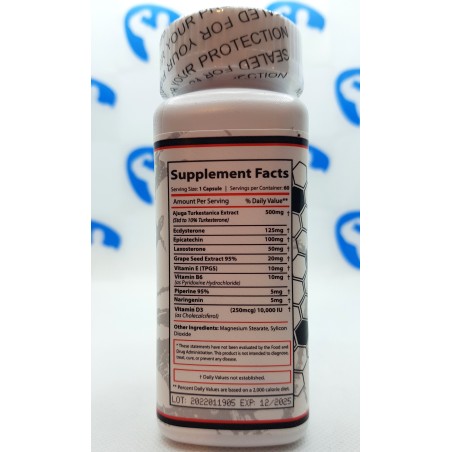 SEALED FOR YOUR PROTECTION
YOUR PROTECTION
SEALED
Supplement Facts
Serving Size: 1 Capsule | Servings per Container: 60
Amount Per Serving % Daily Value**
Ajuga Turkestanica Extract 500mg †
(Std to 10% Turkesterone)
Ecdysterone 125mg †
Epicatechin 100mg †
Laxosterone 50mg †
Grape Seed Extract 95% 20mg †
Vitamin E (TPGS) 10mg †
Vitamin B6 10mg †
(as Pyridoxine Hydrochloride)
Piperine 95% 5mg †
Naringenin 5mg †
Vitamin D3 (250mcg) 10,000 IU
(as Cholecalciferol)
Other Ingredients: Magnesium Stearate, Sylicon
Dioxide
* These statements have not been evaluated by the Food and
Drug Administration. This product is not intended to diagnose,
treat, cure, or prevent any disease.
† Daily Values not established.
** Percent Daily Values are based on a 2,000 calorie diet.
LOT: 2022011905 EXP: 12/2025